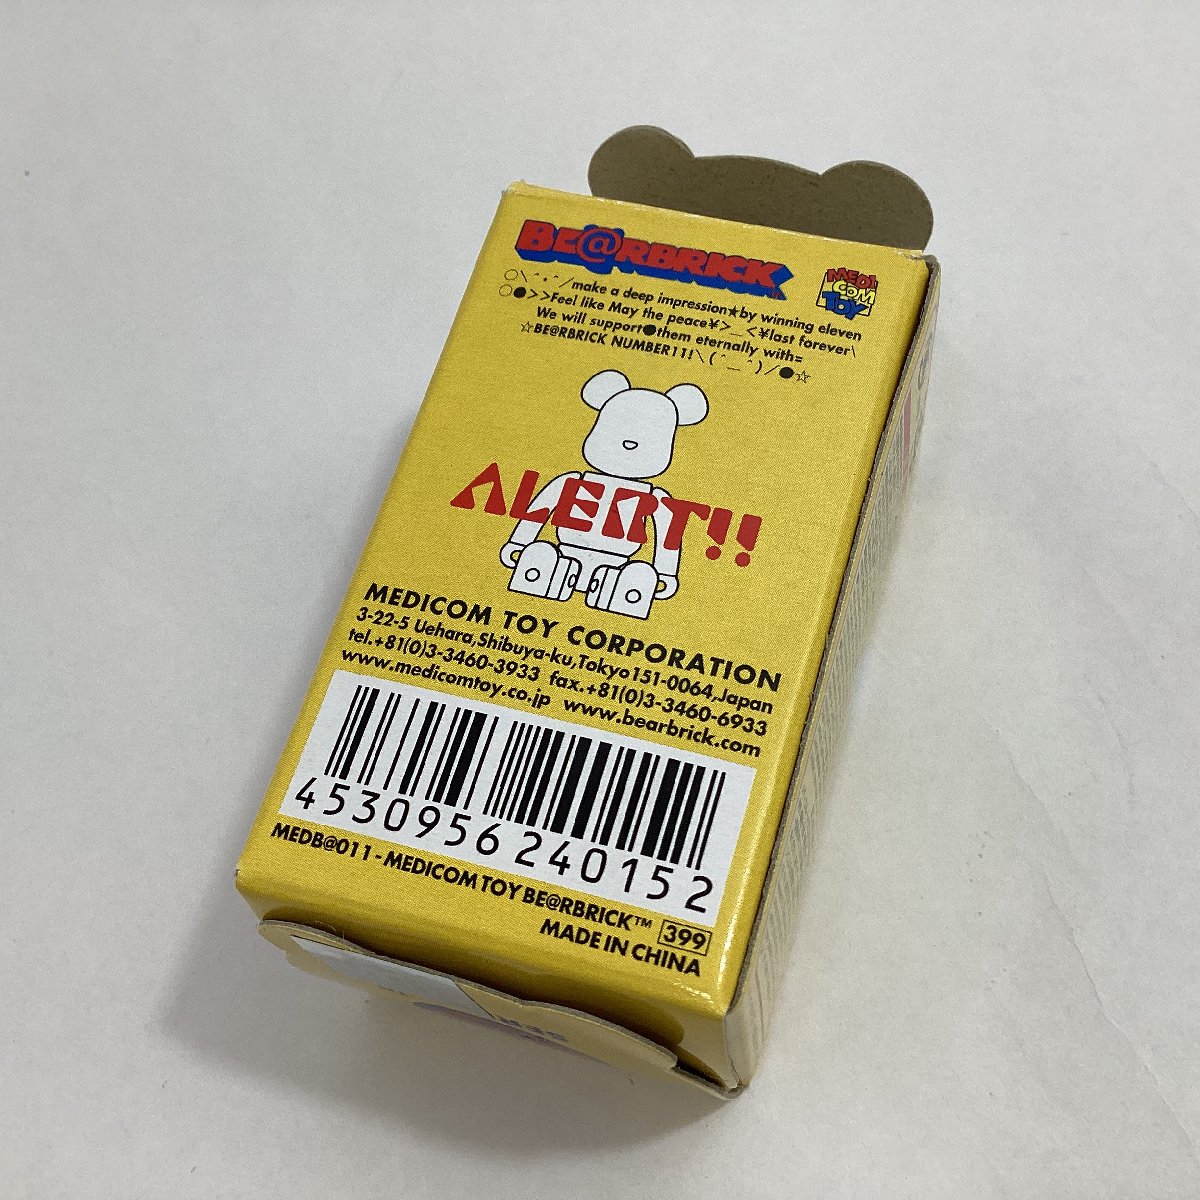 BE@RBRICK
MEDI
COM
TOY
○\^・^/make a deep impression★by winning eleven
○●>>Feel like May the peace¥>_<¥last forever\
We will support●them eternally with=
☆BE@RBRICK NUMBER11!\(^_^)/●☆
ALERT!!
MEDICOM TOY CORPORATION
3-22-5 Uehara,Shibuya-ku,Tokyo151-0064,Japan
tel.+81(0)3-3460-3933 fax.+81(0)3-3460-6933
www.medicomtoy.co.jp www.bearbrick.com
4530956240152
MEDB@011-MEDICOM TOY BE@RBRICK™ 399
MADE IN CHINA